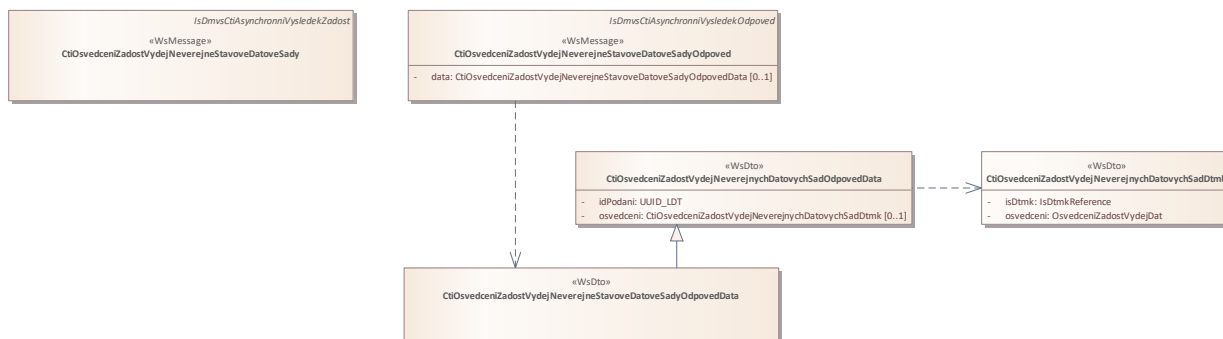 IsDmvsCtiAsynchronniVysledekZadost
«WsMessage»
CtiOsvedceniZadostVydejNeverejneStavoveDatoveSady
IsDmvsCtiAsynchronniVysledekOdpoved
«WsMessage»
CtiOsvedceniZadostVydejNeverejneStavoveDatoveSadyOdpoved
- data: CtiOsvedceniZadostVydejNeverejneStavoveDatoveSadyOdpovedData [0..1]
«WsDto»
CtiOsvedceniZadostVydejNeverejnychDatovychSadOdpovedData
- idPodani: UUID_LDT
- osvedceni: CtiOsvedceniZadostVydejNeverejnychDatovychSadDtmk [0..1]
«WsDto»
CtiOsvedceniZadostVydejNeverejnychDatovychSadDtmk
- isDtmk: IsDtmkReference
- osvedceni: OsvedceniZadostVydejDat
«WsDto»
CtiOsvedceniZadostVydejNeverejneStavoveDatoveSadyOdpovedData